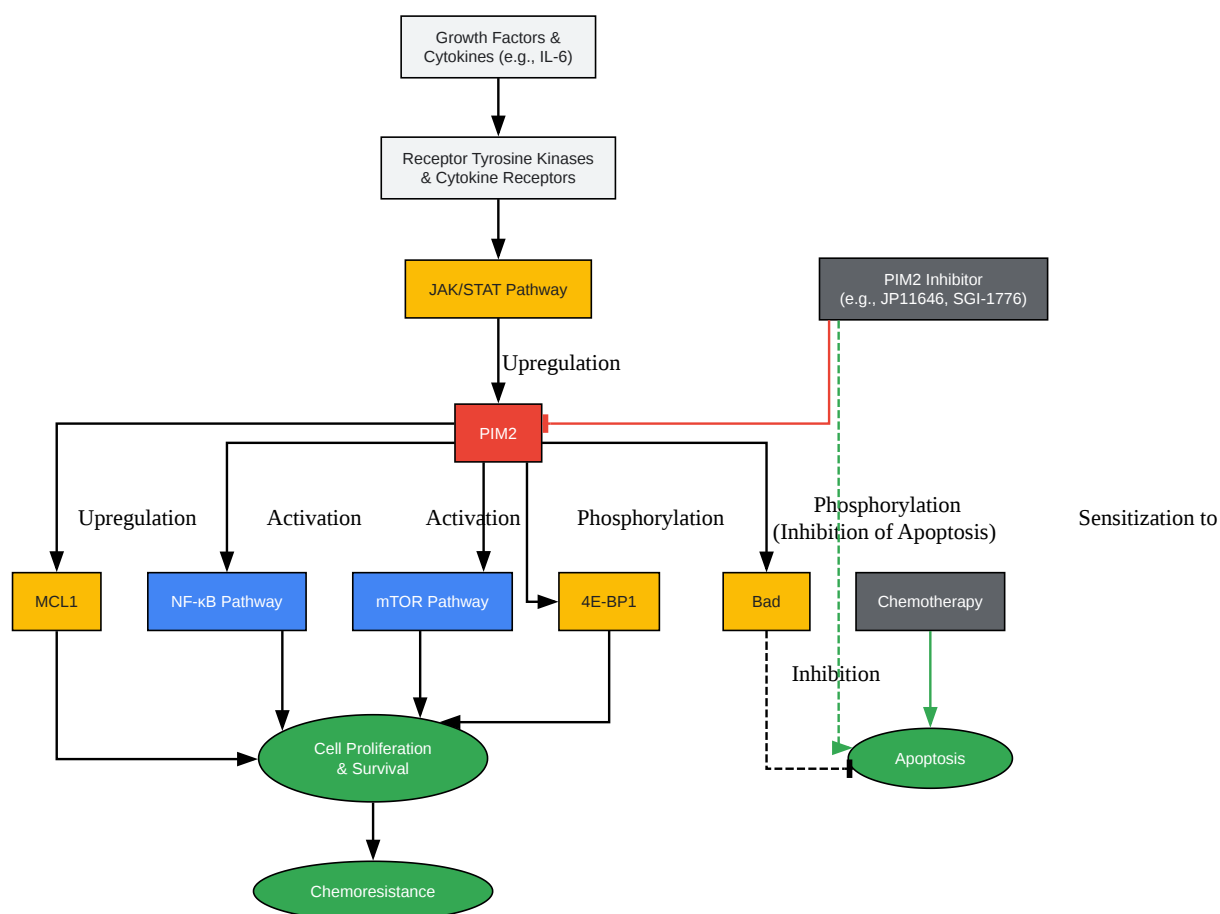 Growth Factors &
Cytokines (e.g., IL-6)
Receptor Tyrosine Kinases
& Cytokine Receptors
JAK/STAT Pathway
PIM2 Inhibitor
(e.g., JP11646, SGI-1776)
Upregulation
PIM2
Upregulation
Activation
Activation
Phosphorylation
Phosphorylation
(Inhibition of Apoptosis)
Sensitization to
MCL1
NF-κB Pathway
mTOR Pathway
4E-BP1
Bad
Chemotherapy
Inhibition
Cell Proliferation
& Survival
Apoptosis
Chemoresistance